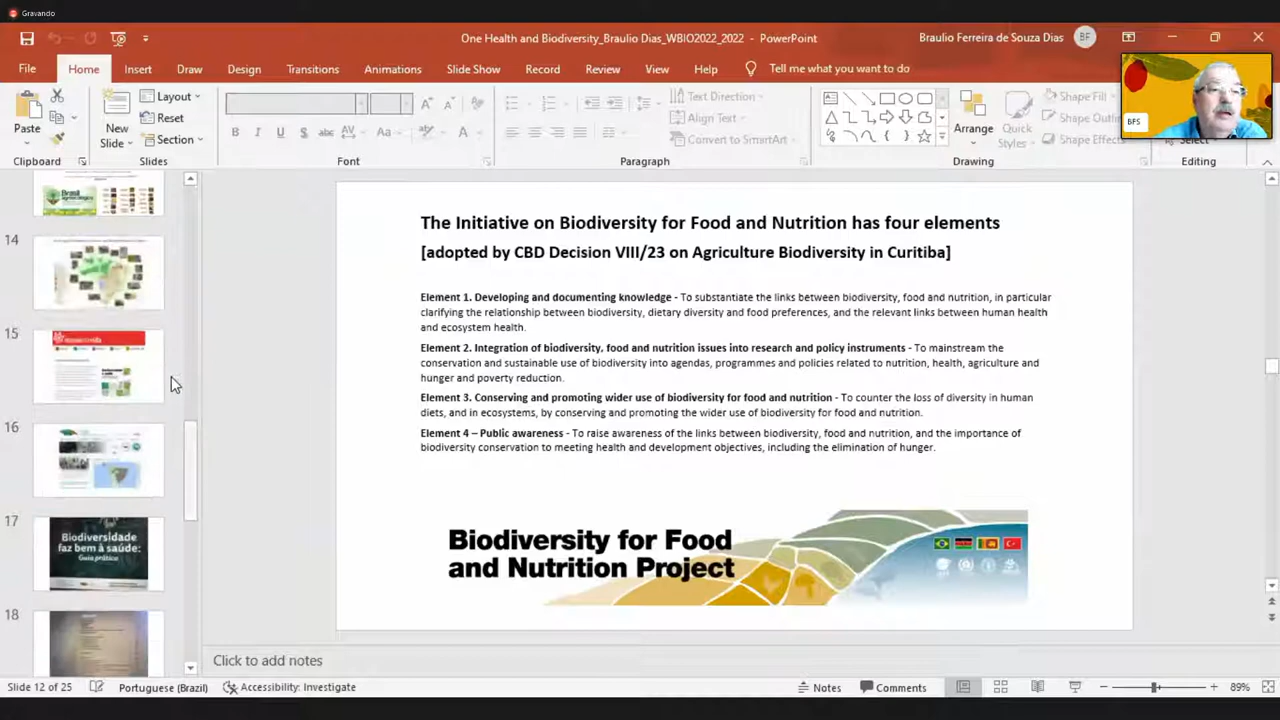 Gravando
One Health and Biodiversity_Braulio Dias_WBIO2022_2022 - PowerPoint
Braulio Ferreira de Souza Dias
BF
File Home Insert Draw Design Transitions Animations Slide Show Record Review View Help Tell me what you want to do
Paste
New Slide
Layout
Reset
Section
Text Direction
Align Text
Convert to SmartArt
Arrange
Quick Styles
Shape Fill
Shape Outl
Shape Effects
BFS
Clipboard Slides Font Paragraph Drawing Editing
Brasil
14
15
16
17
Biodiversidade
faz bem à saúde:
Guia prático
18
The Initiative on Biodiversity for Food and Nutrition has four elements
[adopted by CBD Decision VIII/23 on Agriculture Biodiversity in Curitiba]
Element 1. Developing and documenting knowledge - To substantiate the links between biodiversity, food and nutrition, in particular
clarifying the relationship between biodiversity, dietary diversity and food preferences, and the relevant links between human health
and ecosystem health.
Element 2. Integration of biodiversity, food and nutrition issues into research and policy instruments - To mainstream the
conservation and sustainable use of biodiversity into agendas, programmes and policies related to nutrition, health, agriculture and
hunger and poverty reduction.
Element 3. Conserving and promoting wider use of biodiversity for food and nutrition - To counter the loss of diversity in human
diets, and in ecosystems, by conserving and promoting the wider use of biodiversity for food and nutrition.
Element 4 – Public awareness - To raise awareness of the links between biodiversity, food and nutrition, and the importance of
biodiversity conservation to meeting health and development objectives, including the elimination of hunger.
Biodiversity for Food
and Nutrition Project
Click to add notes
Slide 12 of 25 Portuguese (Brazil) Accessibility: Investigate Notes Comments 89%